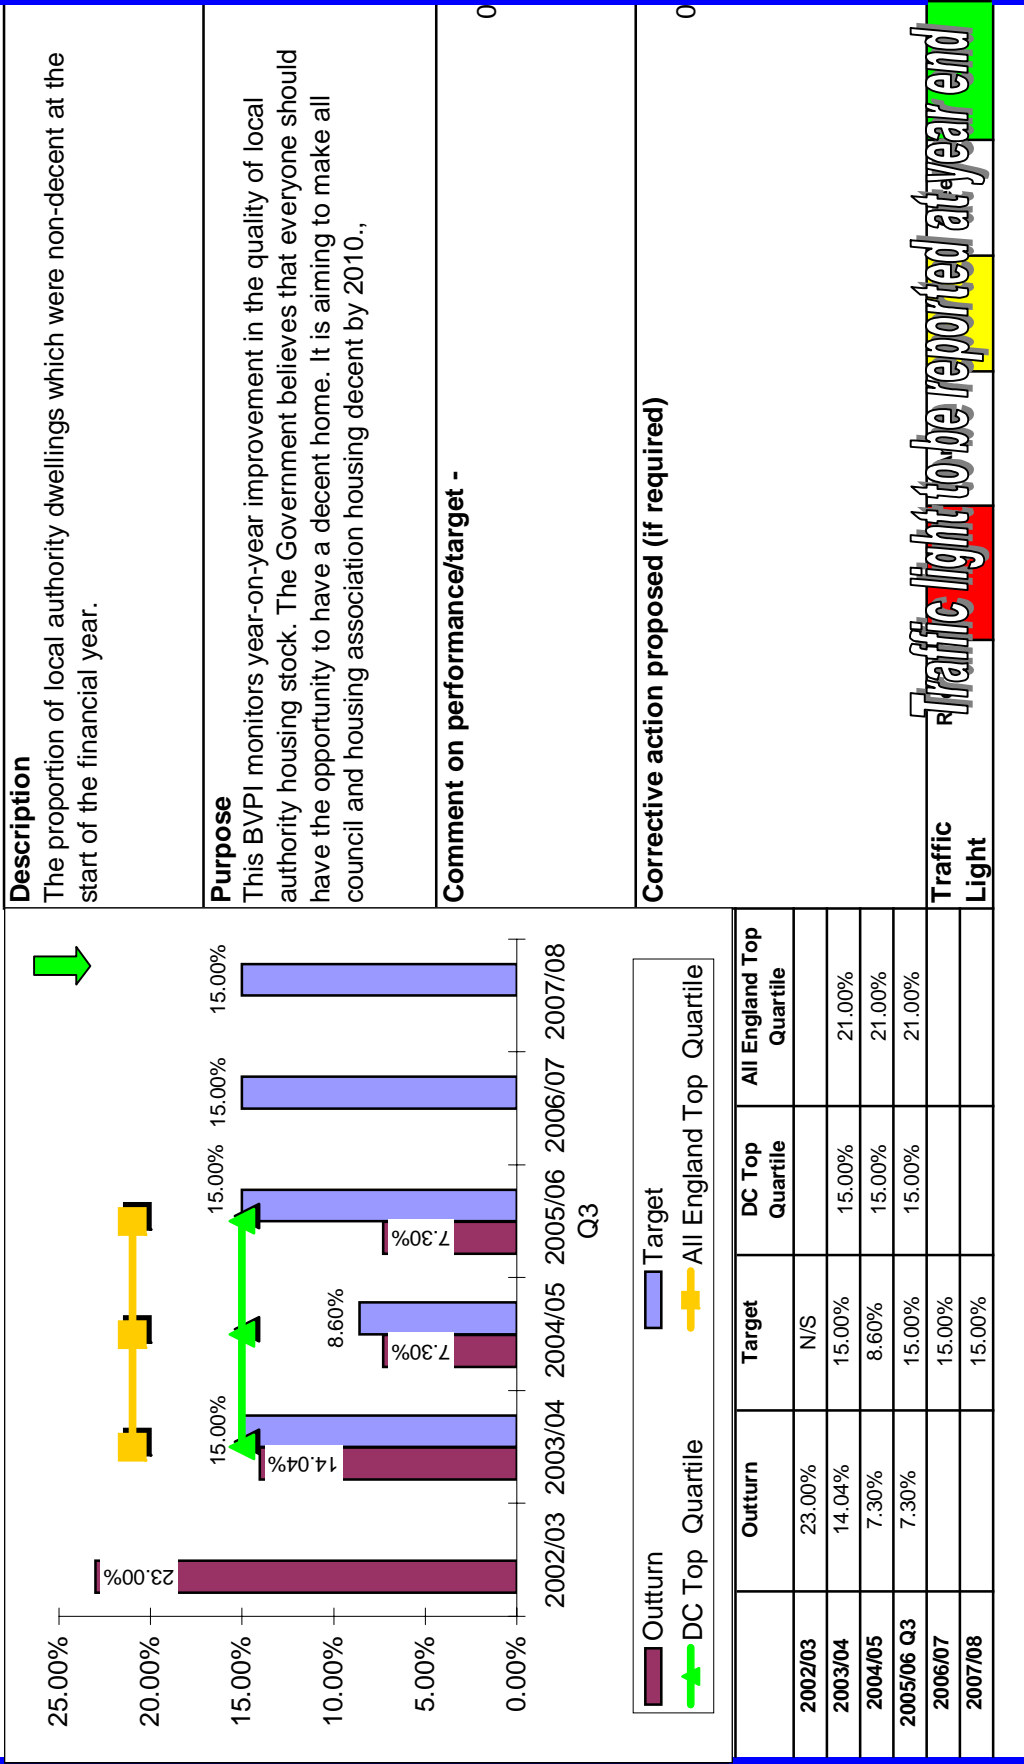 25.00%
20.00%
15.00%
10.00%
5.00%
0.00%
23.00%
14.04%
15.00%
7.30%
8.60%
7.30%
15.00%
15.00%
15.00%
2002/03 2003/04 2004/05 2005/06 2006/07 2007/08
Q3
Outturn Target
DC Top Quartile All England Top Quartile
Outturn Target DC Top Quartile All England Top Quartile
2002/03 23.00% N/S
2003/04 14.04% 15.00% 15.00% 21.00%
2004/05 7.30% 8.60% 15.00% 21.00%
2005/06 Q3 7.30% 15.00% 15.00% 21.00%
2006/07 15.00%
2007/08 15.00%
Description
The proportion of local authority dwellings which were non-decent at the
start of the financial year.
Purpose
This BVPI monitors year-on-year improvement in the quality of local
authority housing stock. The Government believes that everyone should
have the opportunity to have a decent home. It is aiming to make all
council and housing association housing decent by 2010.,
Comment on performance/target -
0
Corrective action proposed (if required)
0
Traffic
Light
Traffic light to be reported at year end